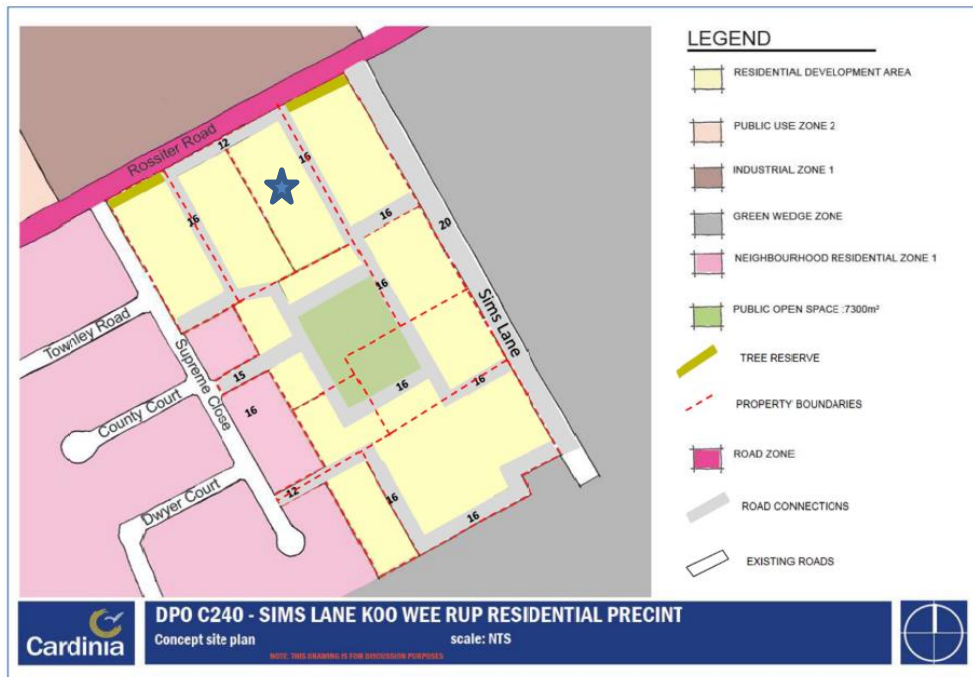 LEGEND
RESIDENTIAL DEVELOPMENT AREA
PUBLIC USE ZONE 2
INDUSTRIAL ZONE 1
GREEN WEDGE ZONE
NEIGHBOURHOOD RESIDENTIAL ZONE 1
PUBLIC OPEN SPACE :7300m²
TREE RESERVE
PROPERTY BOUNDARIES
ROAD ZONE
ROAD CONNECTIONS
EXISTING ROADS
Rossiter Road
12
16
16
16
20
16
Sims Lane
Townley Road
Supreme Close
15
16
16
County Court
16
Dwyer Court
12
16
16
Cardinia
DPO C240 - SIMS LANE KOO WEE RUP RESIDENTIAL PRECINT
Concept site plan scale: NTS
NOTE. THIS DRAWING IS FOR DISCUSSION PURPOSES